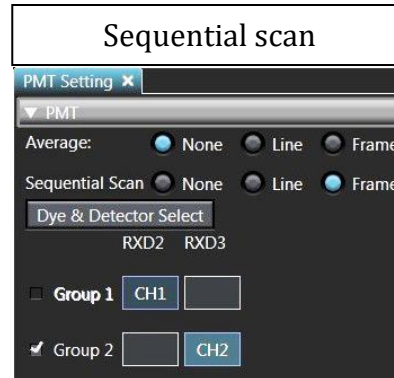 Sequential scan
PMT Setting ×
▼ PMT
Average: None Line Frame
Sequential Scan None Line Frame
Dye & Detector Select
RXD2 RXD3
Group 1 CH1
Group 2 CH2